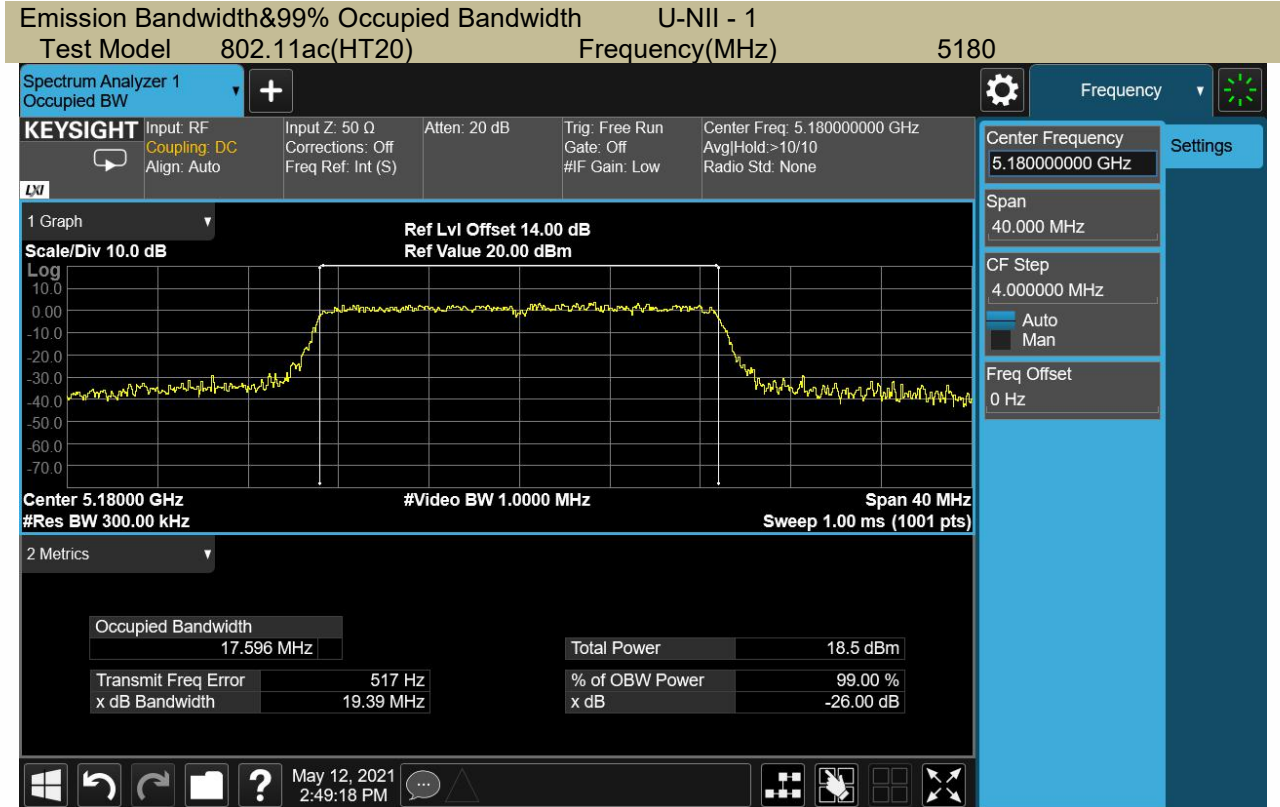 Emission Bandwidth&99% Occupied Bandwidth U-NII - 1
Test Model 802.11ac(HT20) Frequency(MHz) 5180
Spectrum Analyzer 1
Occupied BW
+
Frequency
KEYSIGHT
LXI
Input: RF
Coupling: DC
Align: Auto
Input Z: 50 Ω
Corrections: Off
Freq Ref: Int (S)
Atten: 20 dB
Trig: Free Run
Gate: Off
#IF Gain: Low
Center Freq: 5.180000000 GHz
Avg|Hold:>10/10
Radio Std: None
Center Frequency
5.180000000 GHz
Settings
Span
40.000 MHz
CF Step
4.000000 MHz
Auto
Man
Freq Offset
0 Hz
1 Graph
Scale/Div 10.0 dB
Ref Lvl Offset 14.00 dB
Ref Value 20.00 dBm
Log
10.0
0.00
-10.0
-20.0
-30.0
-40.0
-50.0
-60.0
-70.0
Center 5.18000 GHz
#Res BW 300.00 kHz
#Video BW 1.0000 MHz
Span 40 MHz
Sweep 1.00 ms (1001 pts)
2 Metrics
Occupied Bandwidth
17.596 MHz
Transmit Freq Error 517 Hz
x dB Bandwidth 19.39 MHz
Total Power 18.5 dBm
% of OBW Power 99.00 %
x dB -26.00 dB
?
May 12, 2021
2:49:18 PM